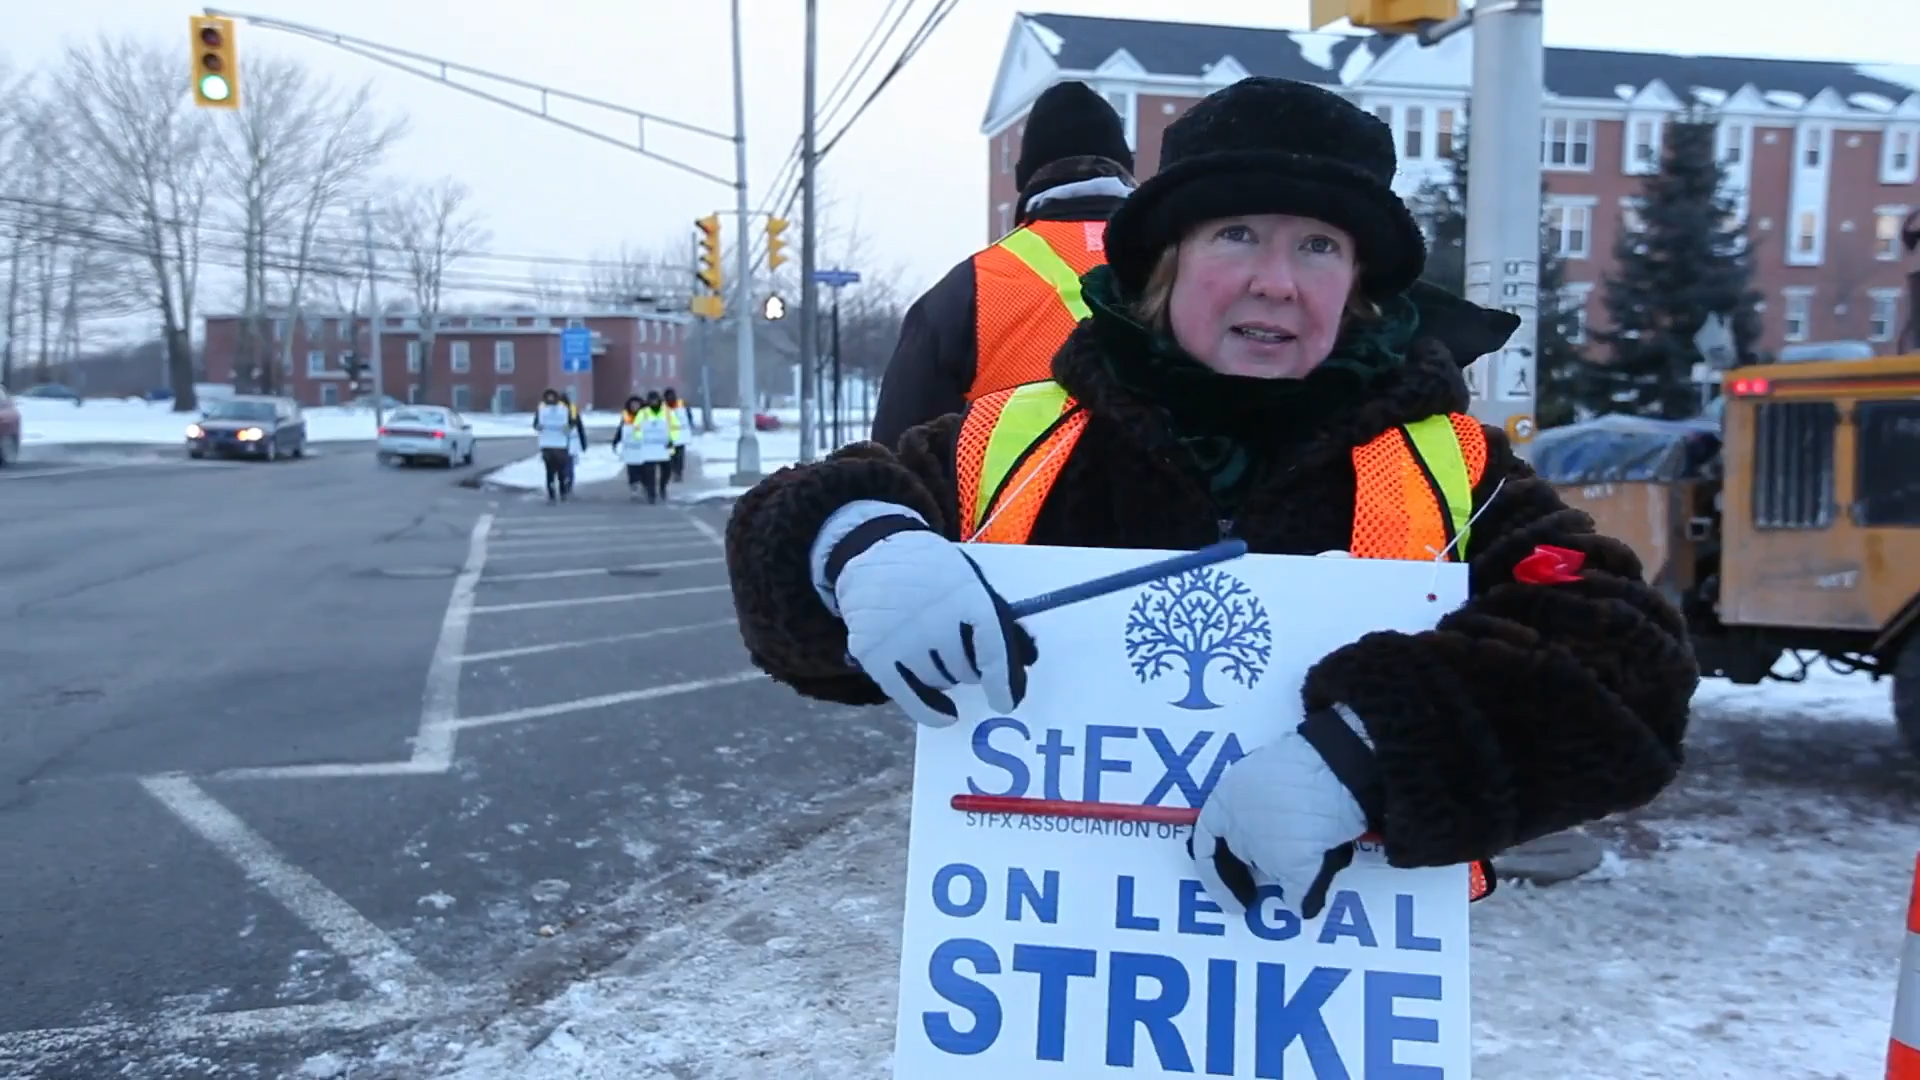 StFXA
STFX ASSOCIATION OF
ON LEGAL
STRIKE